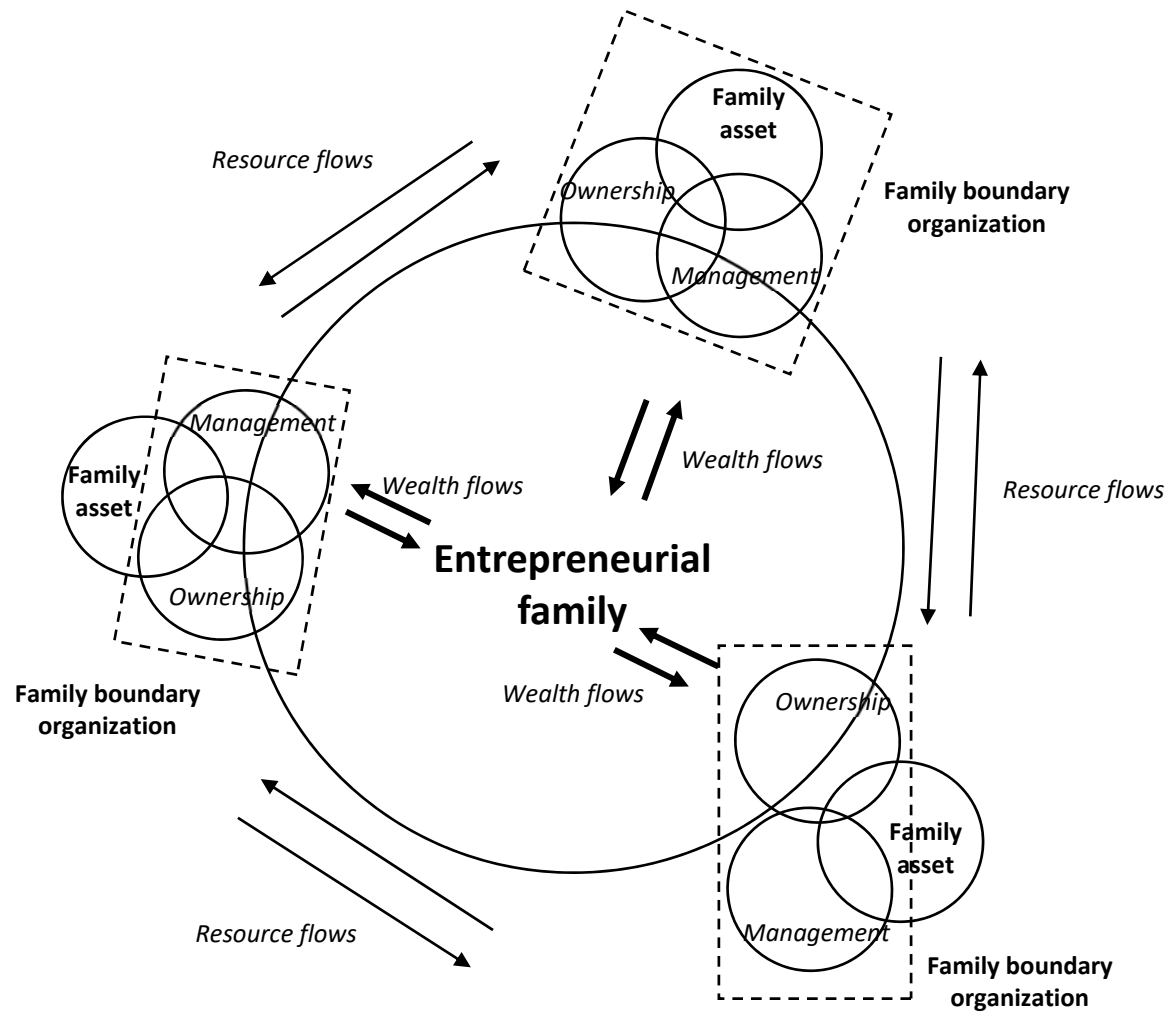 Family
asset
Resource flows
Ownership
Family boundary
organization
Management
Management
Family
asset
Wealth flows
Wealth flows
Resource flows
Entrepreneurial
family
Ownership
Wealth flows
Ownership
Family boundary
organization
Family
asset
Resource flows
Management
Family boundary
organization